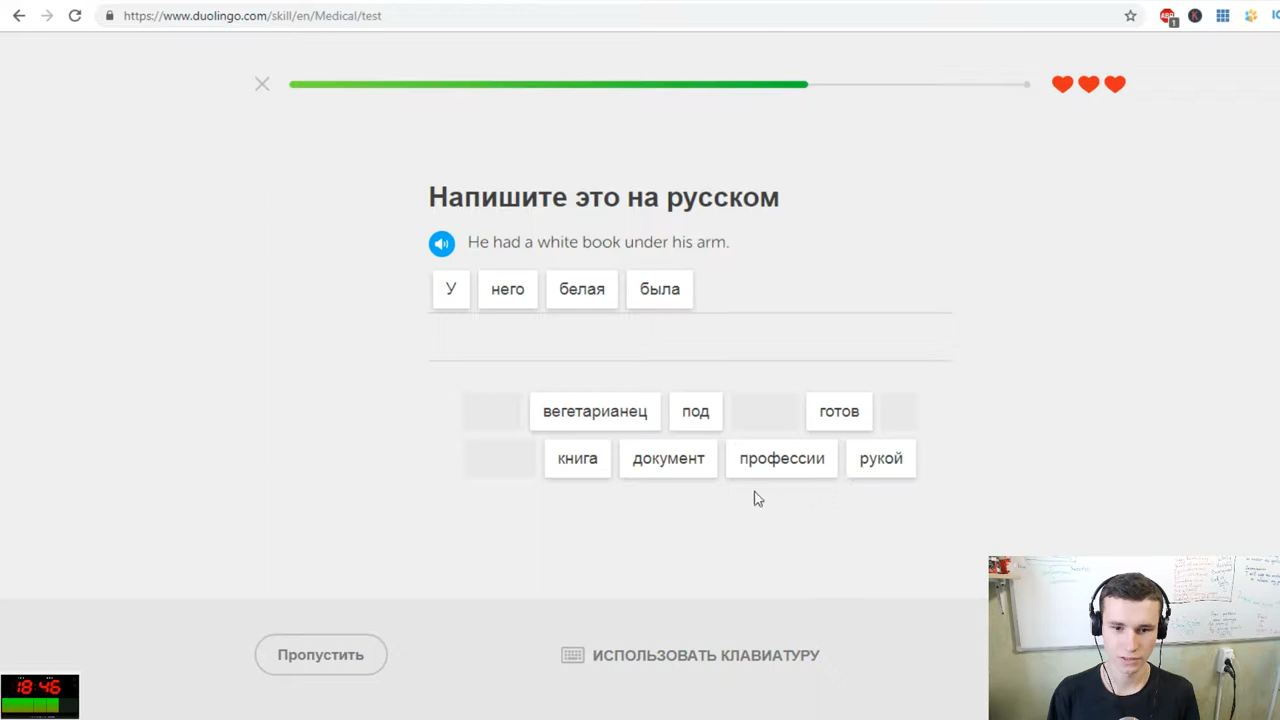 https://www.duolingo.com/skill/en/Medical/test
Напишите это на русском
He had a white book under his arm.
У него белая была
вегетарианец под готов
книга документ профессии рукой
Пропустить
ИСПОЛЬЗОВАТЬ КЛАВИАТУРУ
18:46